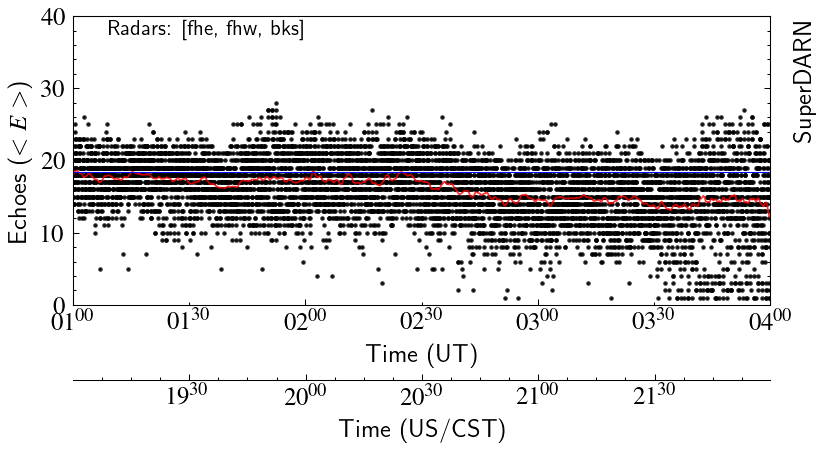 Radars: [fhe, fhw, bks]
SuperDARN
Echoes (< E >)
40
30
20
10
0
01^00 01^30 02^00 02^30 03^00 03^30 04^00
Time (UT)
19^30 20^00 20^30 21^00 21^30
Time (US/CST)